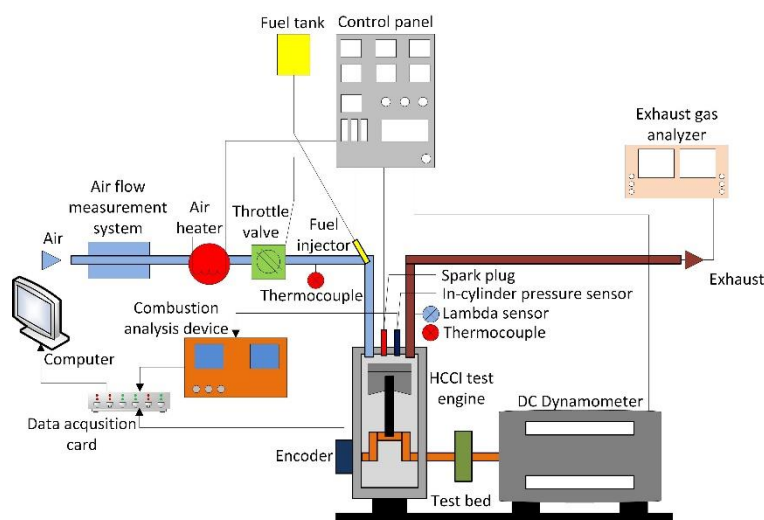 Fuel tank
Control panel
Exhaust gas
analyzer
Air flow
measurement
system
Air
heater
Throttle
valve
Fuel
injector
Air
Thermocouple
Exhaust
Spark plug
In-cylinder pressure sensor
Lambda sensor
Thermocouple
Combustion
analysis device
Computer
HCCI test
engine
DC Dynamometer
Data acqusition
card
Encoder
Test bed